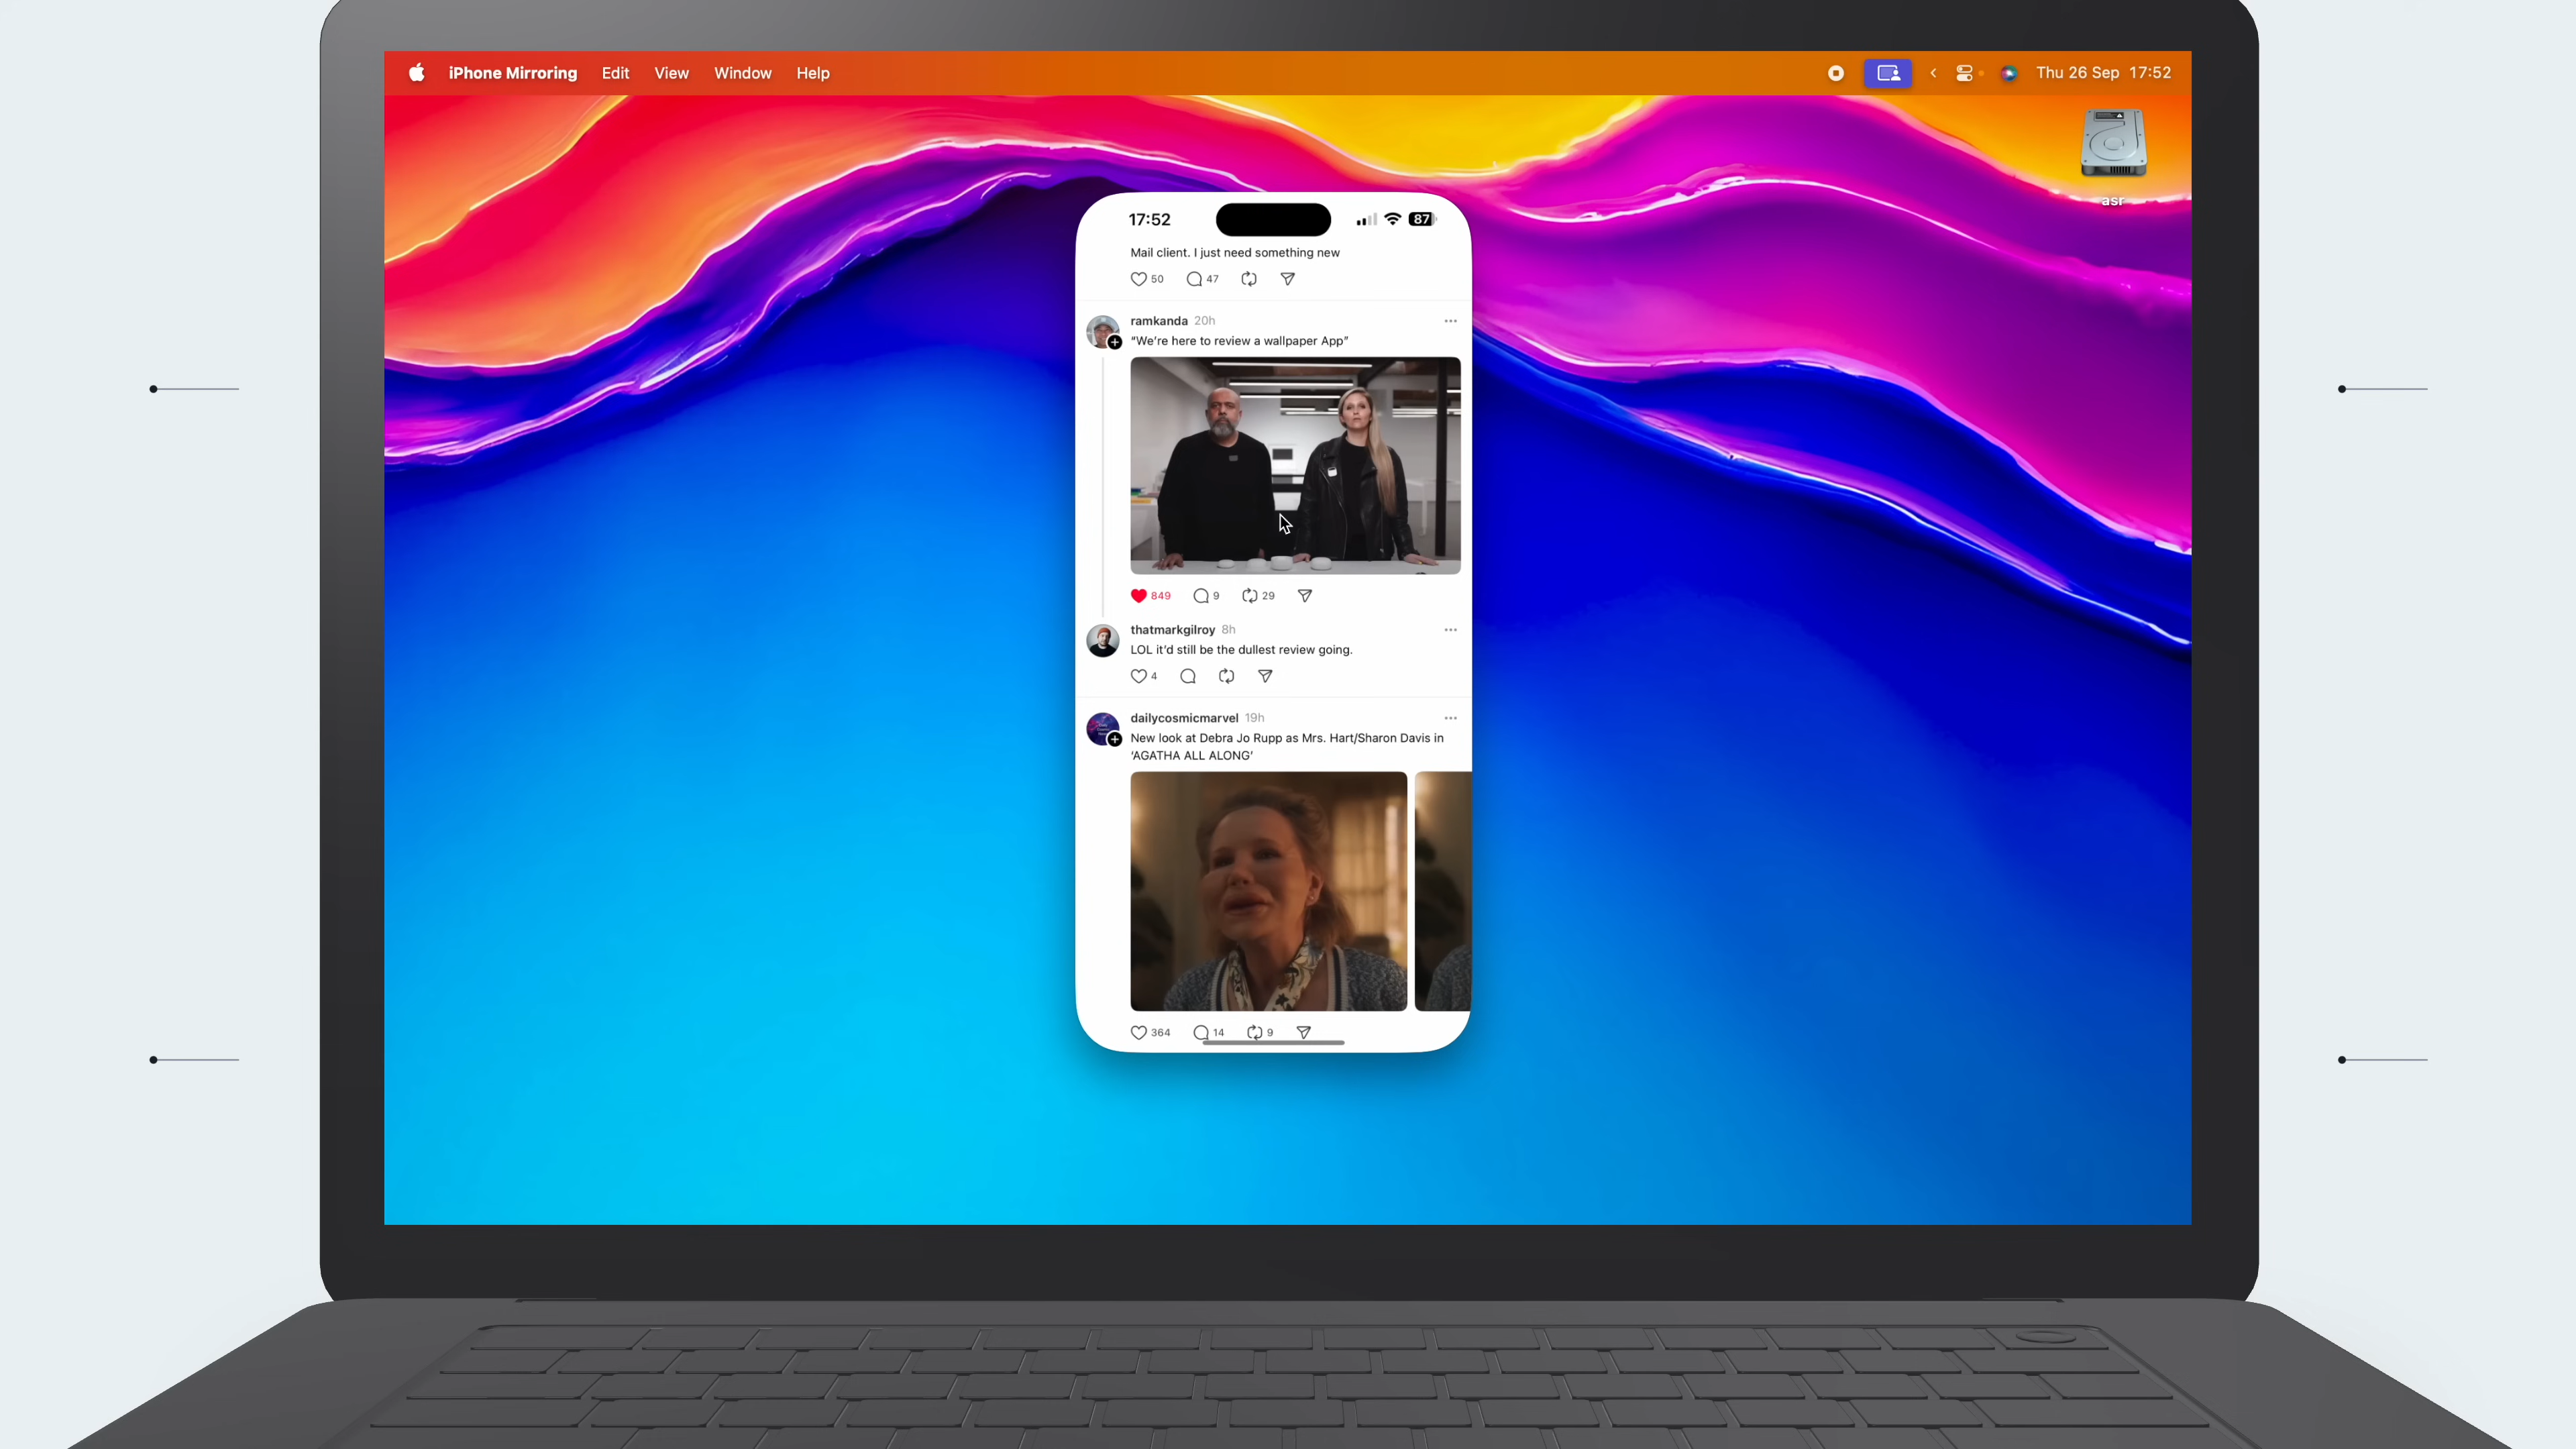 iPhone Mirroring Edit View Window Help Thu 26 Sep 17:52
asr
17:52 87
Mail client. I just need something new
50 47
ramkanda 20h
“We’re here to review a wallpaper App”
849 9 29
thatmarkgilroy 8h
LOL it’d still be the dullest review going.
4
dailycosmicmarvel 19h
New look at Debra Jo Rupp as Mrs. Hart/Sharon Davis in
‘AGATHA ALL ALONG’
364 14 9